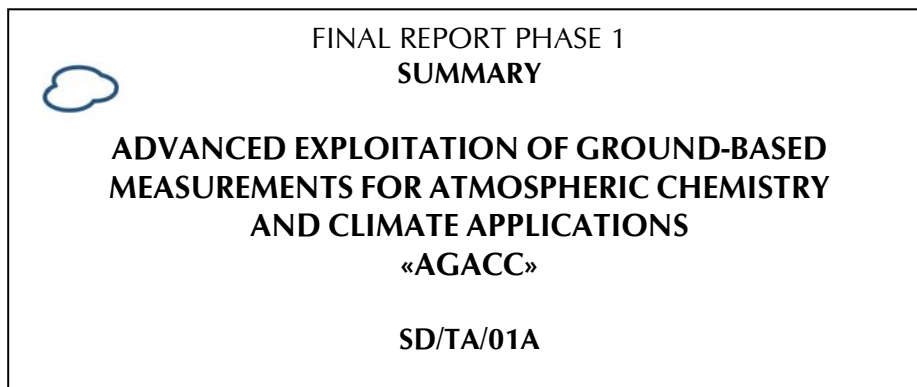 FINAL REPORT PHASE 1
SUMMARY
ADVANCED EXPLOITATION OF GROUND-BASED
MEASUREMENTS FOR ATMOSPHERIC CHEMISTRY
AND CLIMATE APPLICATIONS
«AGACC»
SD/TA/01A